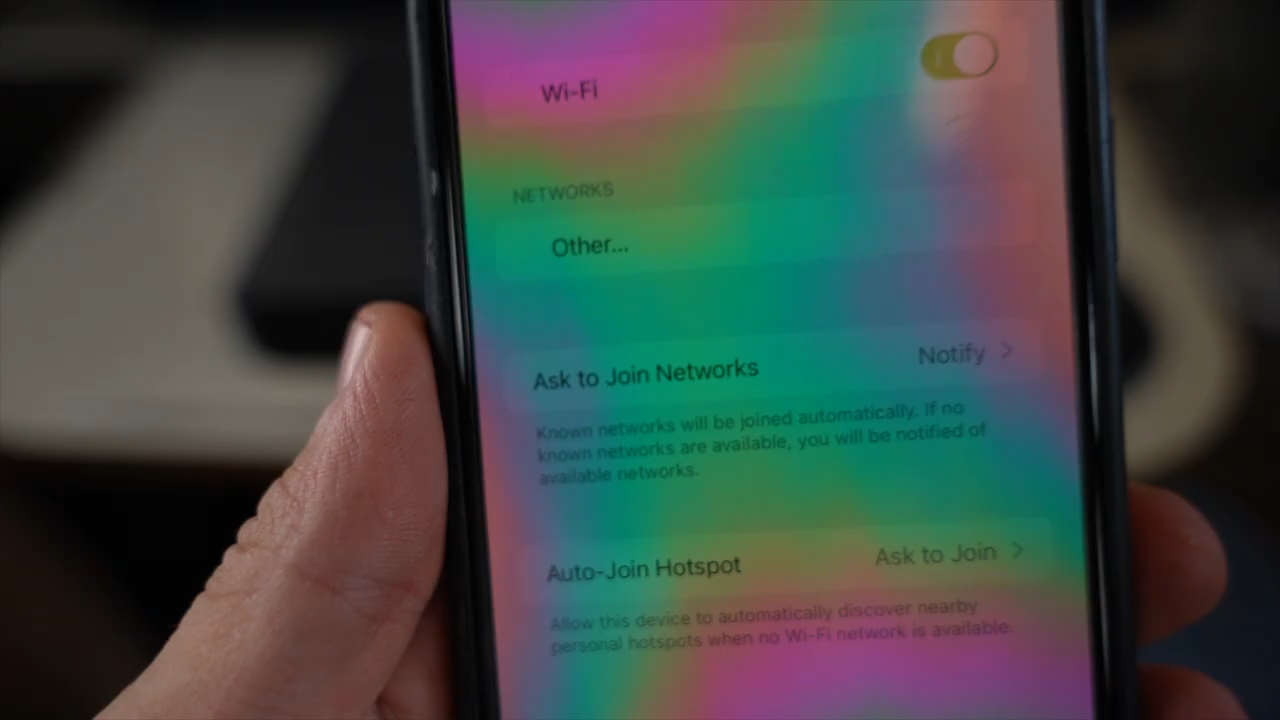 Wi-Fi
NETWORKS
Other...
Ask to Join Networks Notify
Known networks will be joined automatically. If no
known networks are available, you will be notified of
available networks.
Auto-Join Hotspot Ask to Join
Allow this device to automatically discover nearby
personal hotspots when no Wi-Fi network is available.